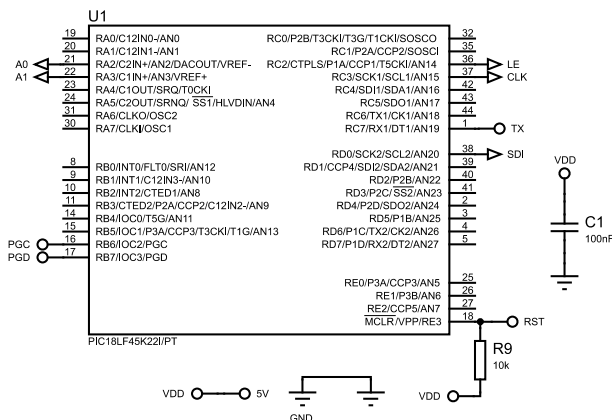 U1
19 RA0/C12IN0-/AN0
20 RA1/C12IN1-/AN1
A0 21 RA2/C2IN+/AN2/DACOUT/VREF-
A1 22 RA3/C1IN+/AN3/VREF+
23 RA4/C1OUT/SRQ/T0CKI
24 RA5/C2OUT/SRNQ/ SS1/HLVDIN/AN4
31 RA6/CLKO/OSC2
30 RA7/CLKI/OSC1
8 RB0/INT0/FLT0/SRI/AN12
9 RB1/INT1/C12IN3-/AN10
10 RB2/INT2/CTED1/AN8
11 RB3/CTED2/P2A/CCP2/C12IN2-/AN9
14 RB4/IOC0/T5G/AN11
15 RB5/IOC1/P3A/CCP3/T3CKI/T1G/AN13
PGC 16 RB6/IOC2/PGC
PGD 17 RB7/IOC3/PGD
RC0/P2B/T3CKI/T3G/T1CKI/SOSCO 32
RC1/P2A/CCP2/SOSCI 35
RC2/CTPLS/P1A/CCP1/T5CKI/AN14 36 LE
RC3/SCK1/SCL1/AN15 37 CLK
RC4/SDI1/SDA1/AN16 42
RC5/SDO1/AN17 43
RC6/TX1/CK1/AN18 44
RC7/RX1/DT1/AN19 1 TX
RD0/SCK2/SCL2/AN20 38 SDI
RD1/CCP4/SDI2/SDA2/AN21 39
RD2/P2B/AN22 40
RD3/P2C/SS2/AN23 41
RD4/P2D/SDO2/AN24 2
RD5/P1B/AN25 3
RD6/P1C/TX2/CK2/AN26 4
RD7/P1D/RX2/DT2/AN27 5
RE0/P3A/CCP3/AN5 25
RE1/P3B/AN6 26
RE2/CCP5/AN7 27
MCLR/VPP/RE3 18 RST
PIC18LF45K22I/PT
VDD
C1
100nF
R9
10k
VDD
VDD 5V
GND